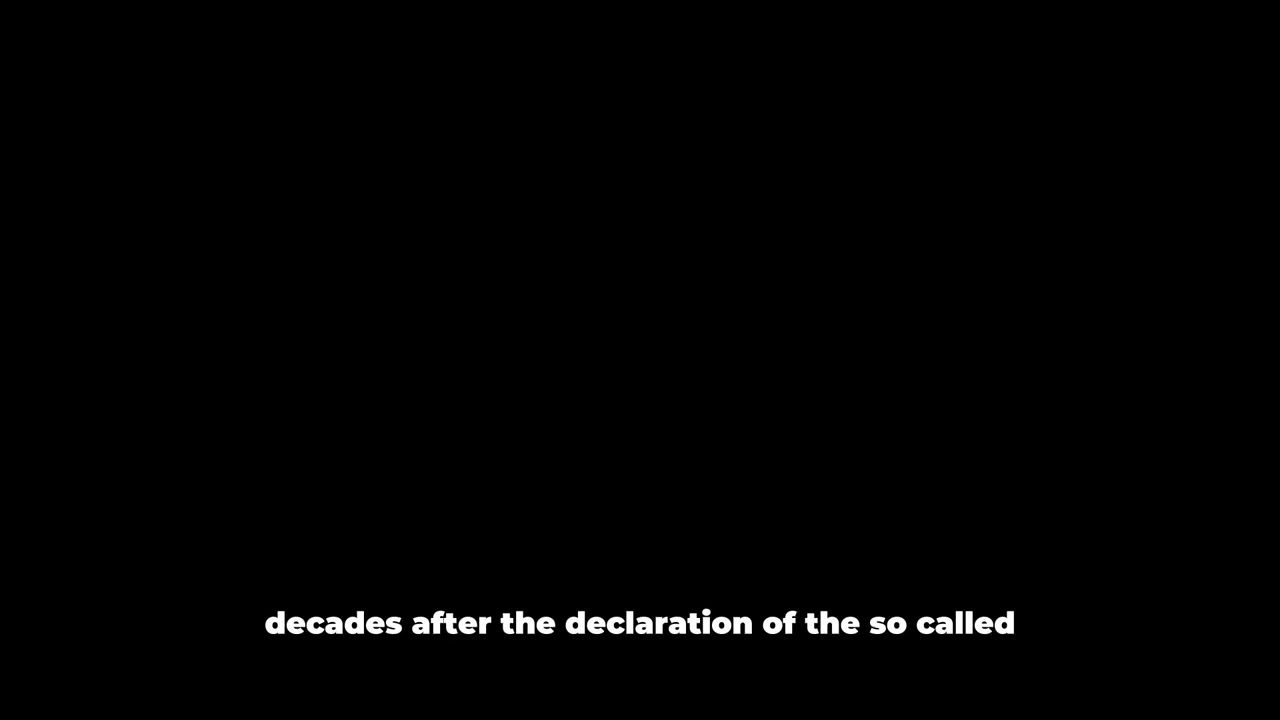 decades after the declaration of the so called